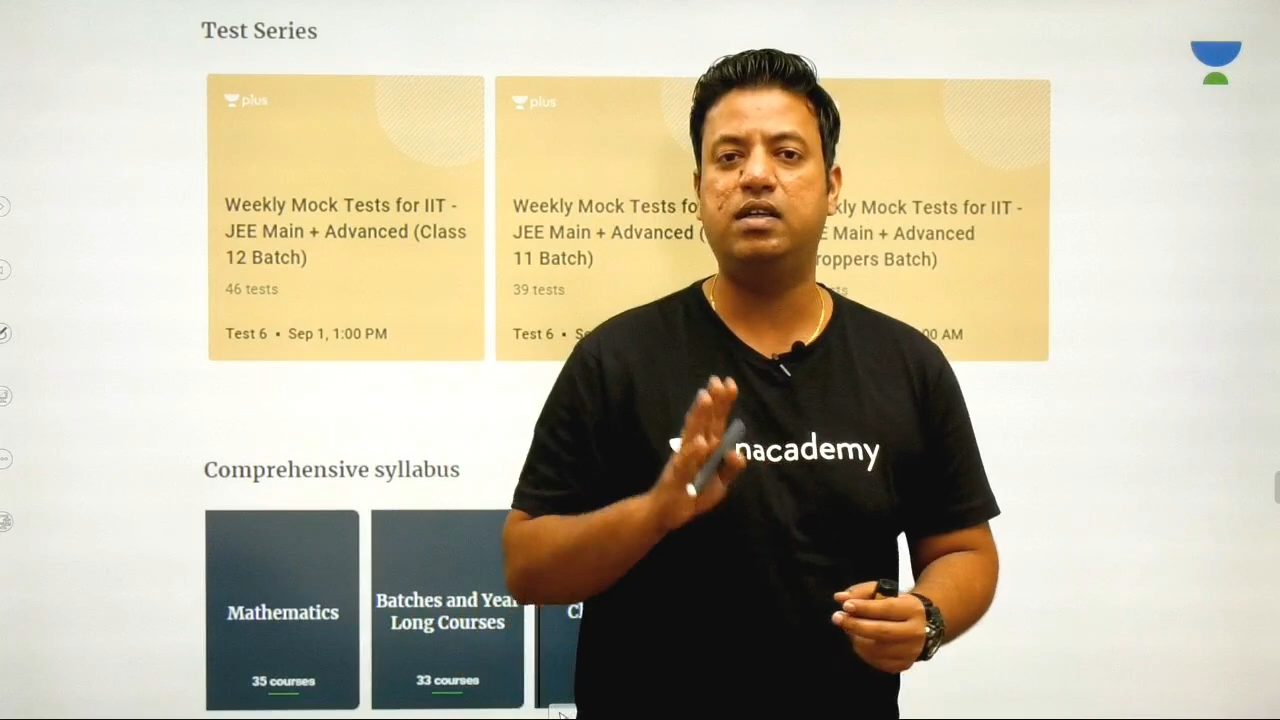 Test Series
plus
Weekly Mock Tests for IIT -
JEE Main + Advanced (Class
12 Batch)
46 tests
Test 6 • Sep 1, 1:00 PM
plus
Weekly Mock Tests fo
JEE Main + Advanced (
11 Batch)
39 tests
Test 6 • Se
kly Mock Tests for IIT -
E Main + Advanced
roppers Batch)
sts
00 AM
nacademy
Comprehensive syllabus
Mathematics
35 courses
Batches and Year
Long Courses
33 courses